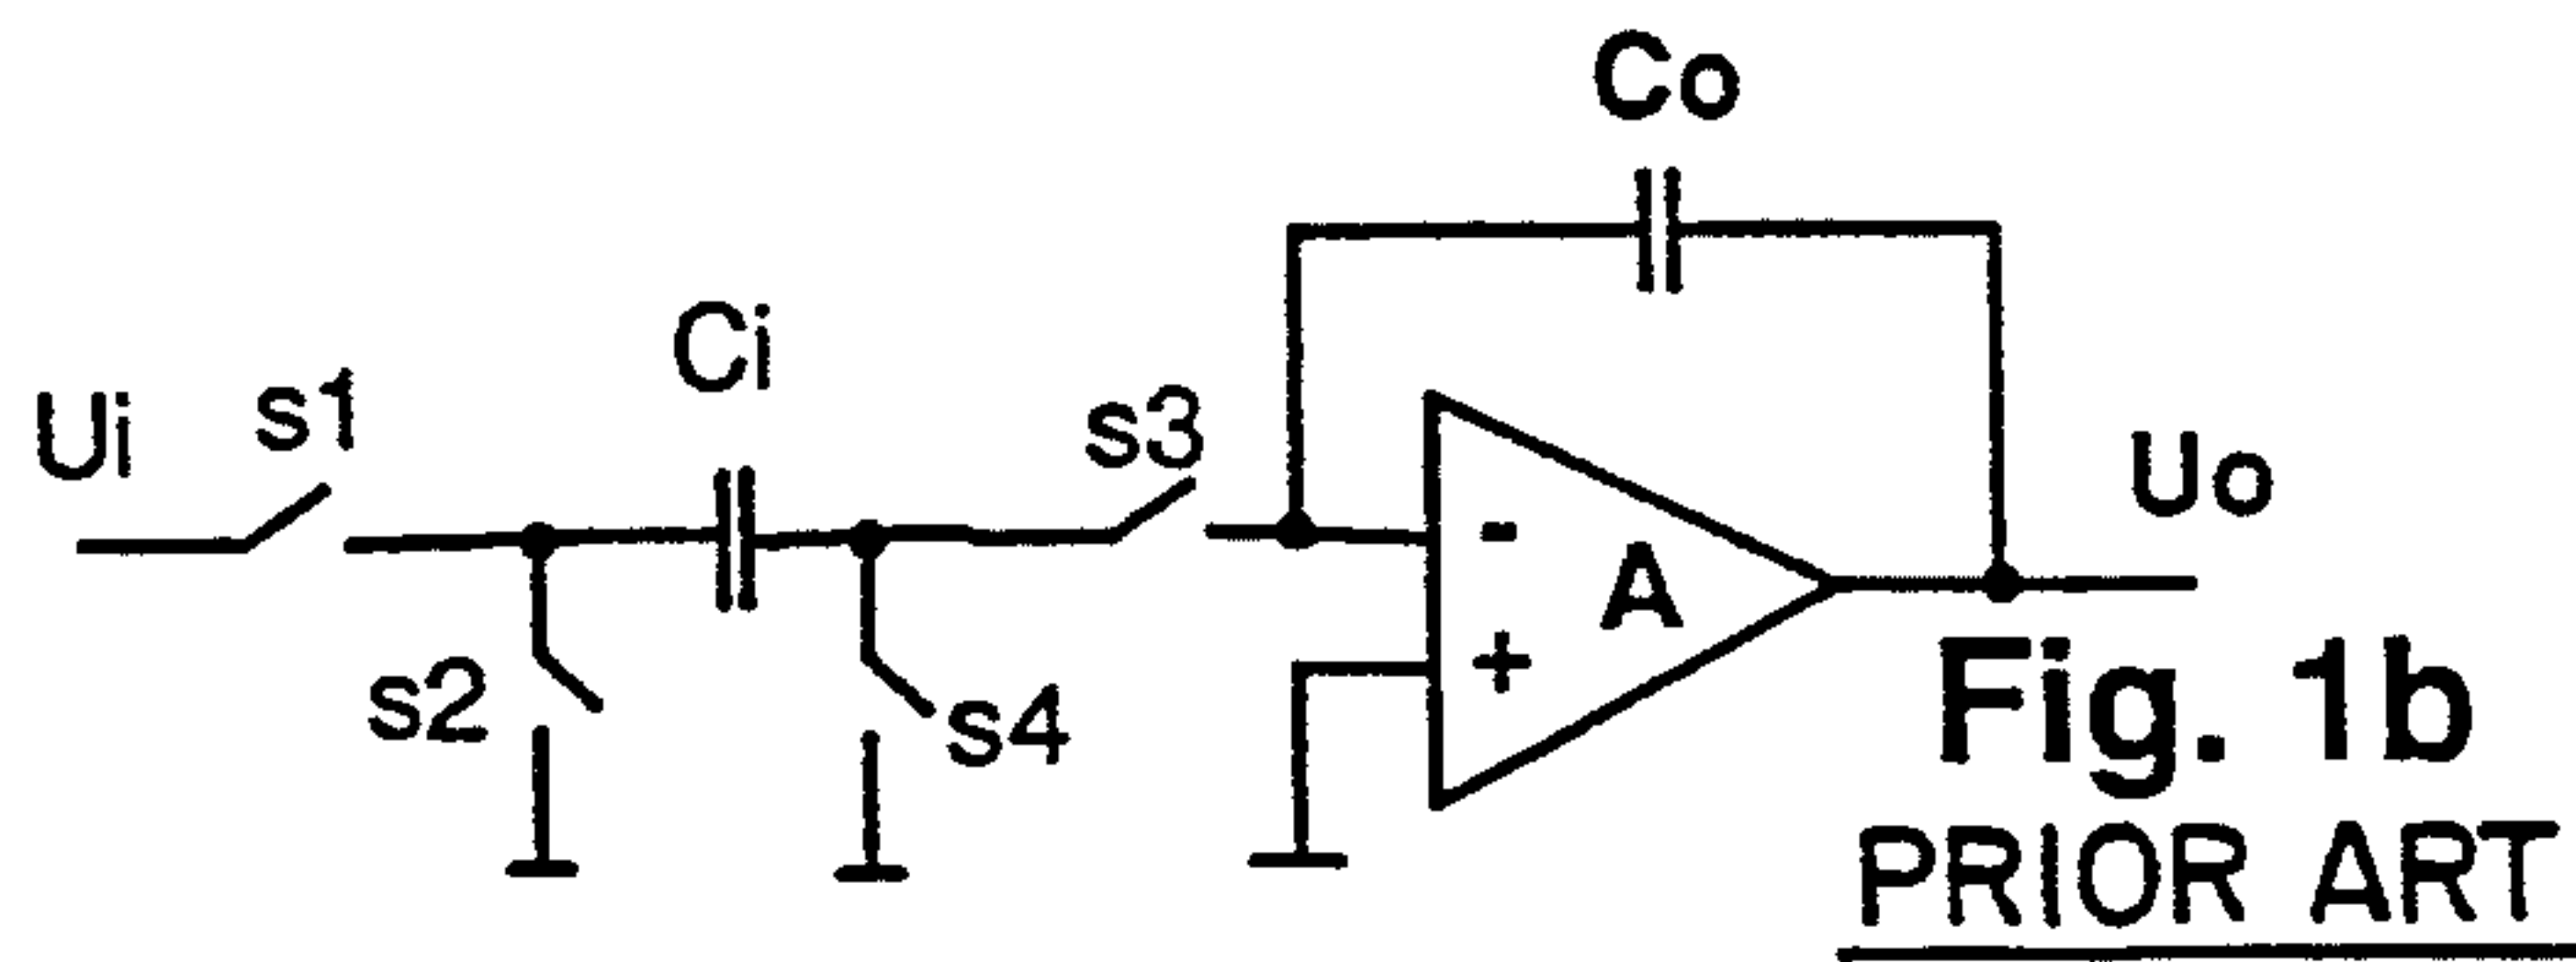 Co
Ci
Ui
s1
s3
Uo
-
A
+
s2
s4
Fig. 1b
PRIOR ART